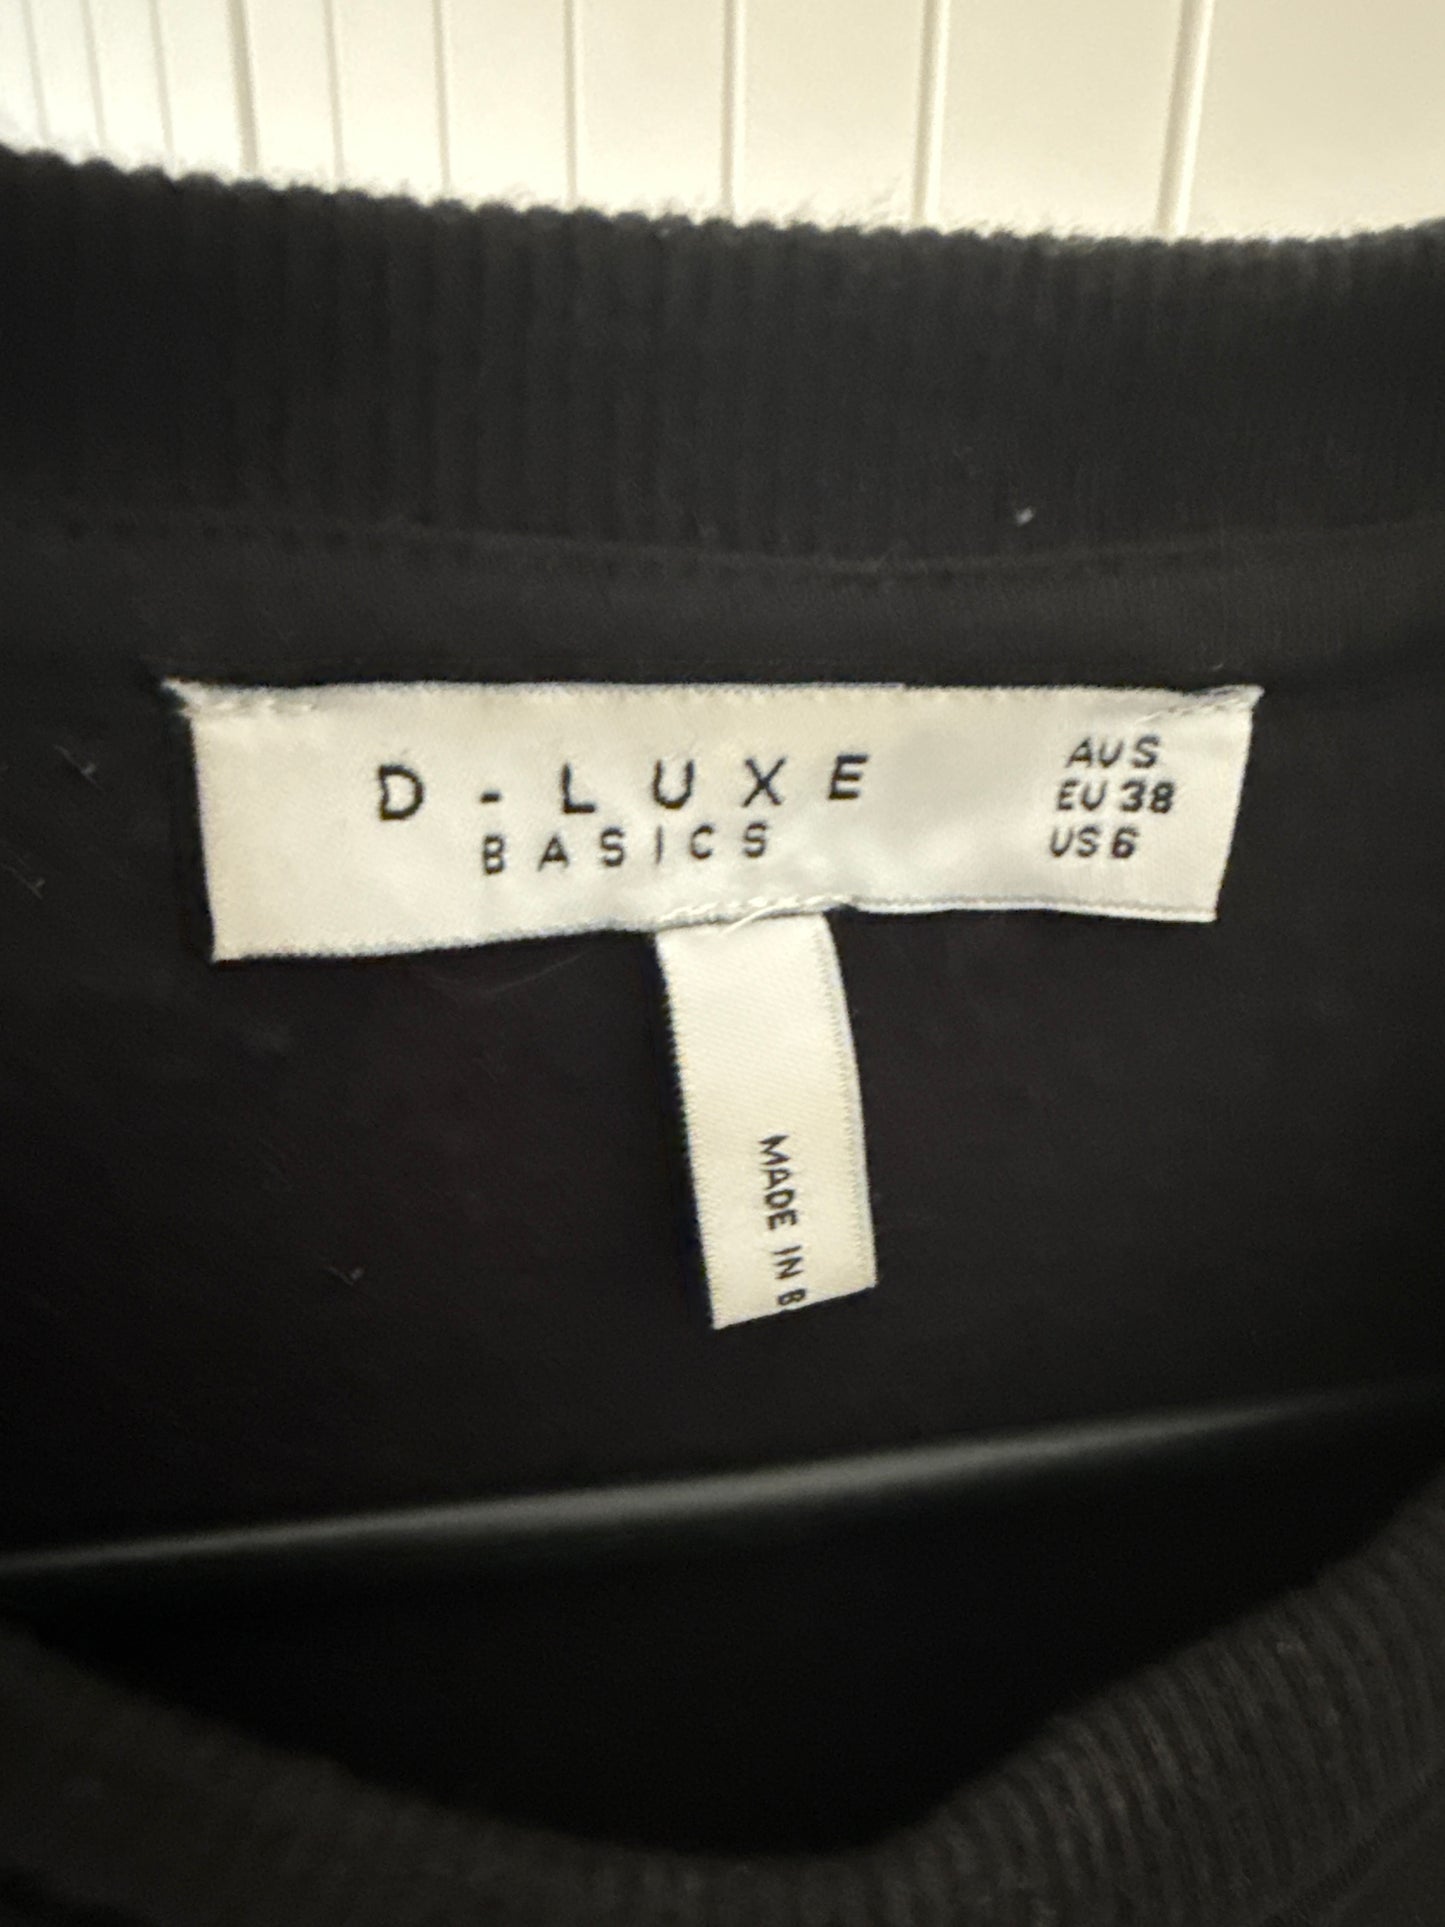 D-LUXE
BASICS
AU S
EU 38
US 6
MADE IN B